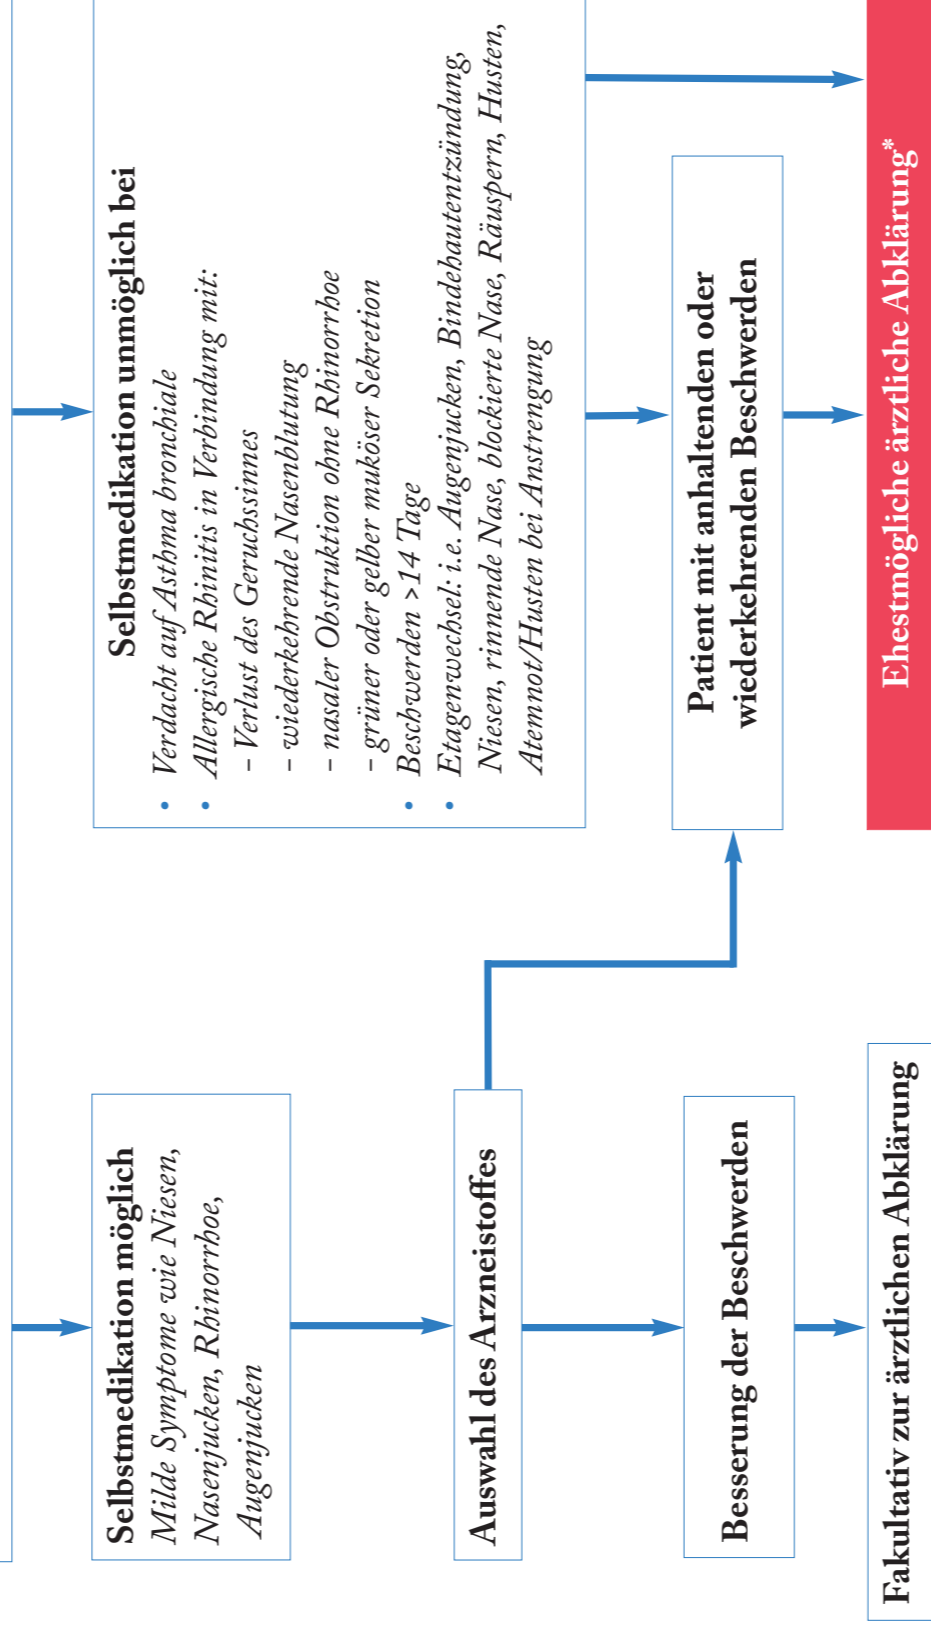 Selbstmedikation möglich
Milde Symptome wie Niesen,
Nasenjucken, Rhinorrhoe,
Augenjucken
Auswahl des Arzneistoffes
Besserung der Beschwerden
Fakultativ zur ärztlichen Abklärung
Selbstmedikation unmöglich bei
• Verdacht auf Asthma bronchiale
• Allergische Rhinitis in Verbindung mit:
– Verlust des Geruchssinnes
– wiederkehrende Nasenblutung
– nasaler Obstruktion ohne Rhinorrhoe
– grüner oder gelber muköser Sekretion
• Beschwerden >14 Tage
• Etagenwechsel: i.e. Augenjucken, Bindehautentzündung,
Niesen, rinnende Nase, blockierte Nase, Räuspern, Husten,
Atemnot/Husten bei Anstrengung
Patient mit anhaltenden oder
wiederkehrenden Beschwerden
Ehestmögliche ärztliche Abklärung*